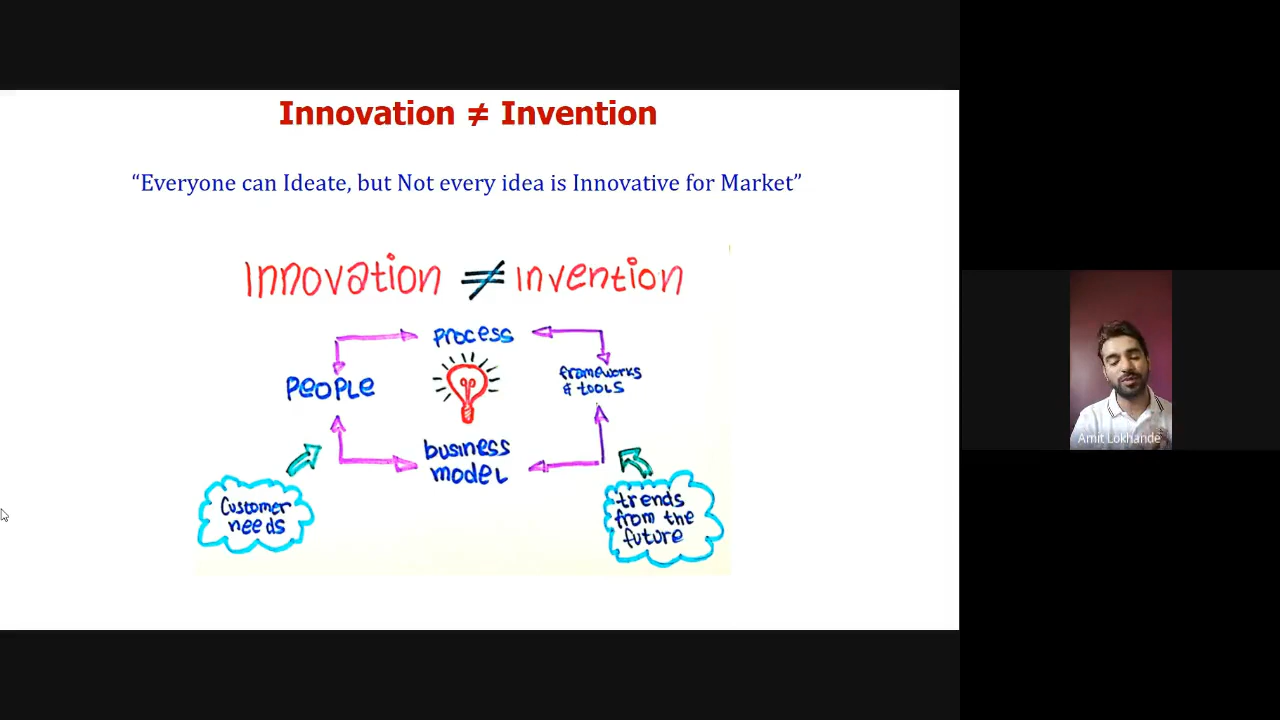 Innovation ≠ Invention
“Everyone can Ideate, but Not every idea is Innovative for Market”
Innovation ≠ Invention
process
PEOPLE
frameworks
& tools
business
model
Customer
needs
trends
from the
future
Amit Lokhande